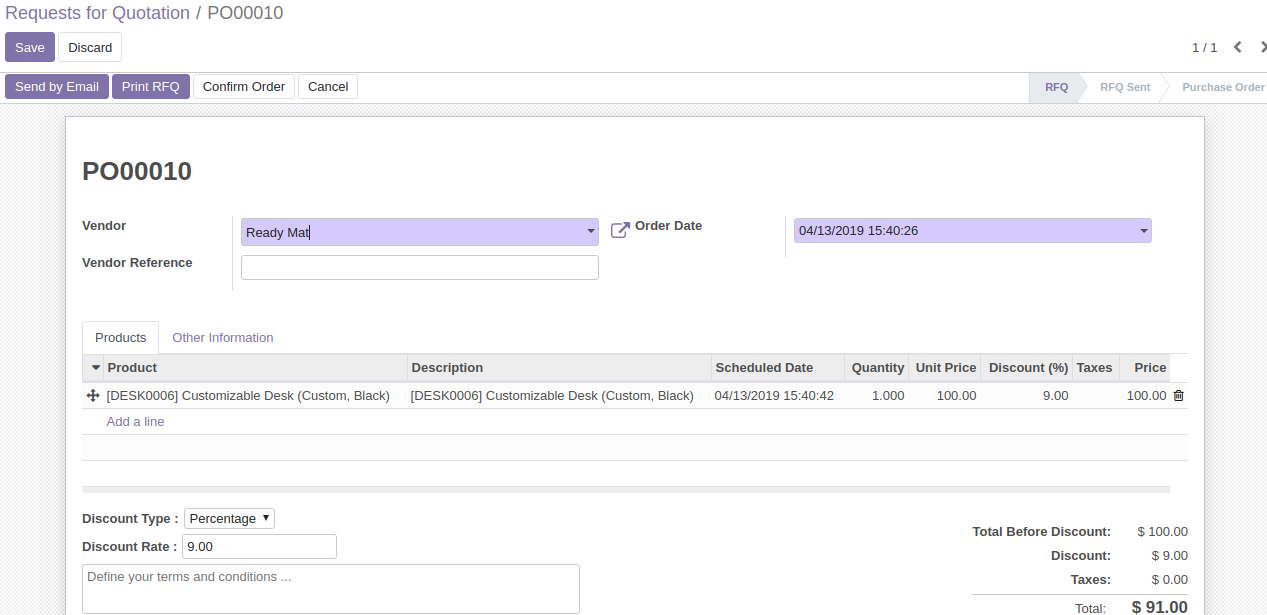 Requests for Quotation / PO00010
Save Discard 1 / 1
Send by Email Print RFQ Confirm Order Cancel RFQ RFQ Sent Purchase Order
PO00010
Vendor Ready Mat Order Date 04/13/2019 15:40:26
Vendor Reference
Products Other Information
Product Description Scheduled Date Quantity Unit Price Discount (%) Taxes Price
[DESK0006] Customizable Desk (Custom, Black) [DESK0006] Customizable Desk (Custom, Black) 04/13/2019 15:40:42 1.000 100.00 9.00 100.00
Add a line
Discount Type : Percentage
Discount Rate : 9.00
Define your terms and conditions ...
Total Before Discount: $ 100.00
Discount: $ 9.00
Taxes: $ 0.00
Total: $ 91.00